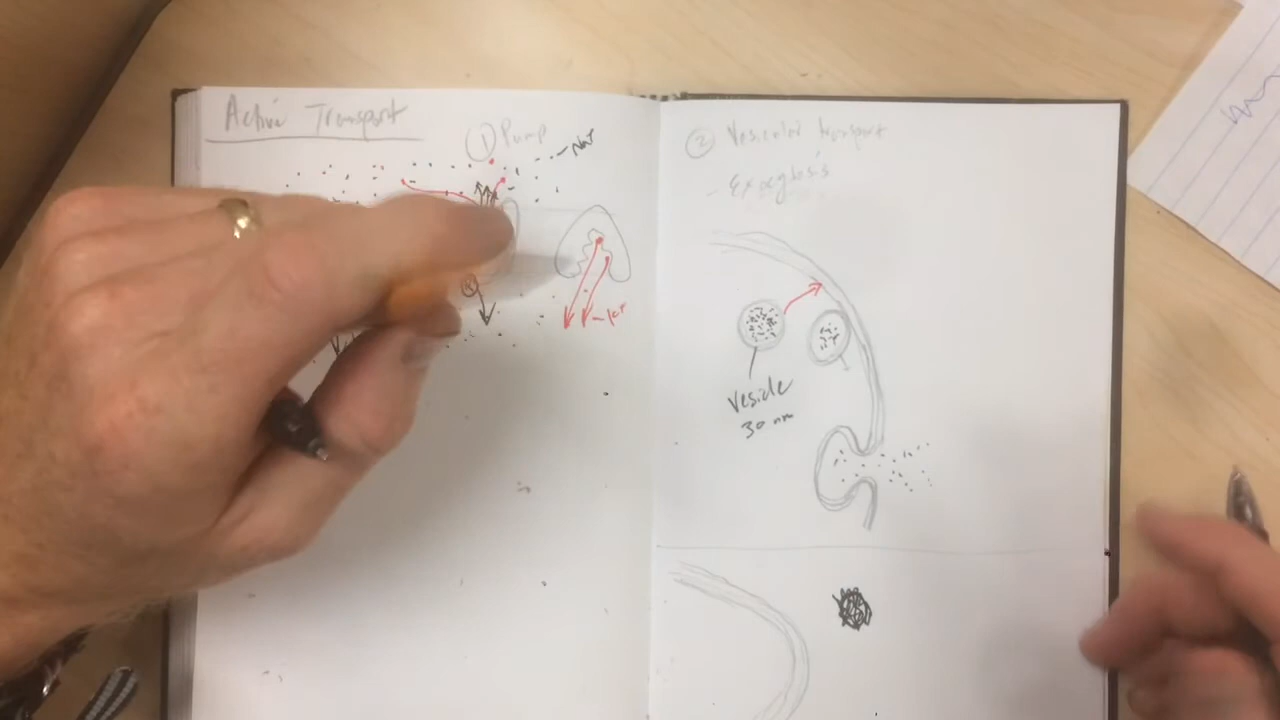 Active Transport
① Pump
Na+
K+
② Vesicular transport
- Exocytosis
Vesicle
30 nm